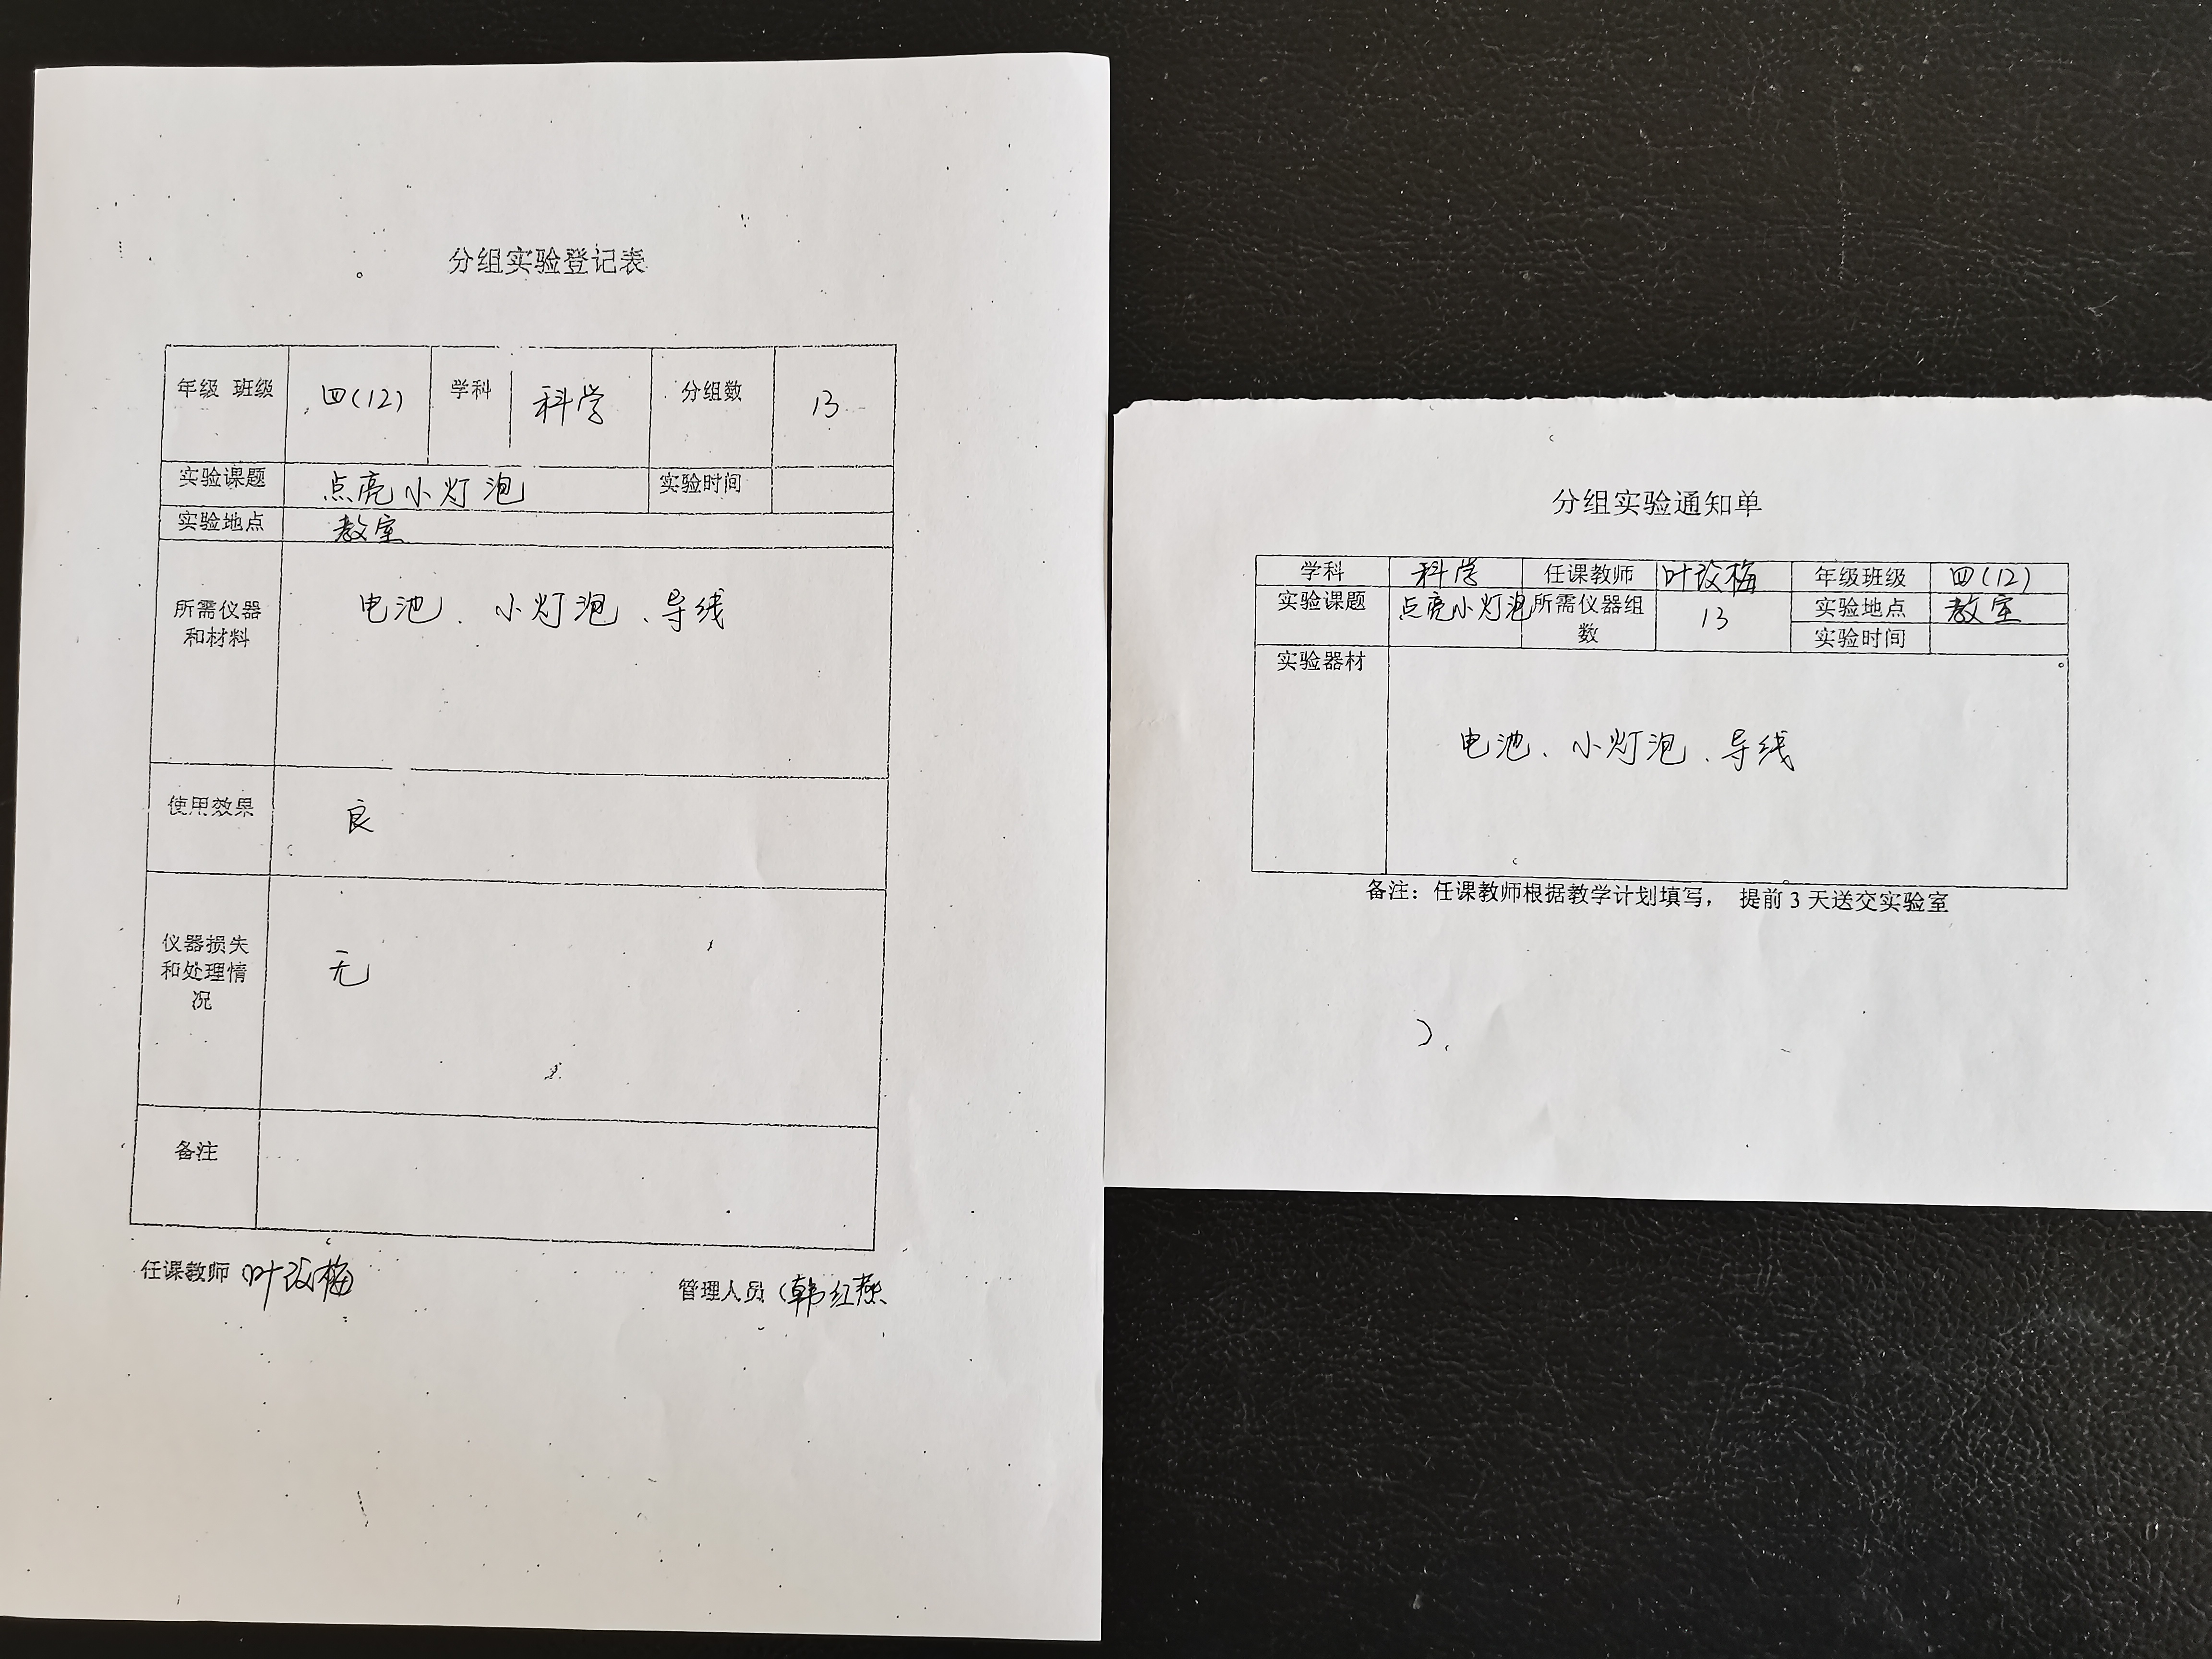 分组实验登记表
年级 班级 四(12) 学科 科学 分组数 13
实验课题 点亮小灯泡 实验时间
实验地点 教室
所需仪器
和材料
电池、小灯泡、导线
使用效果 良
仪器损失
和处理情
况
无
备注
任课教师 叶改梅 管理人员 韩红燕
分组实验通知单
学科 科学 任课教师 叶改梅 年级班级 四(12)
实验课题 点亮小灯泡 所需仪器组
数
13 实验地点 教室
实验时间
实验器材
电池、小灯泡、导线
备注：任课教师根据教学计划填写， 提前3天送交实验室